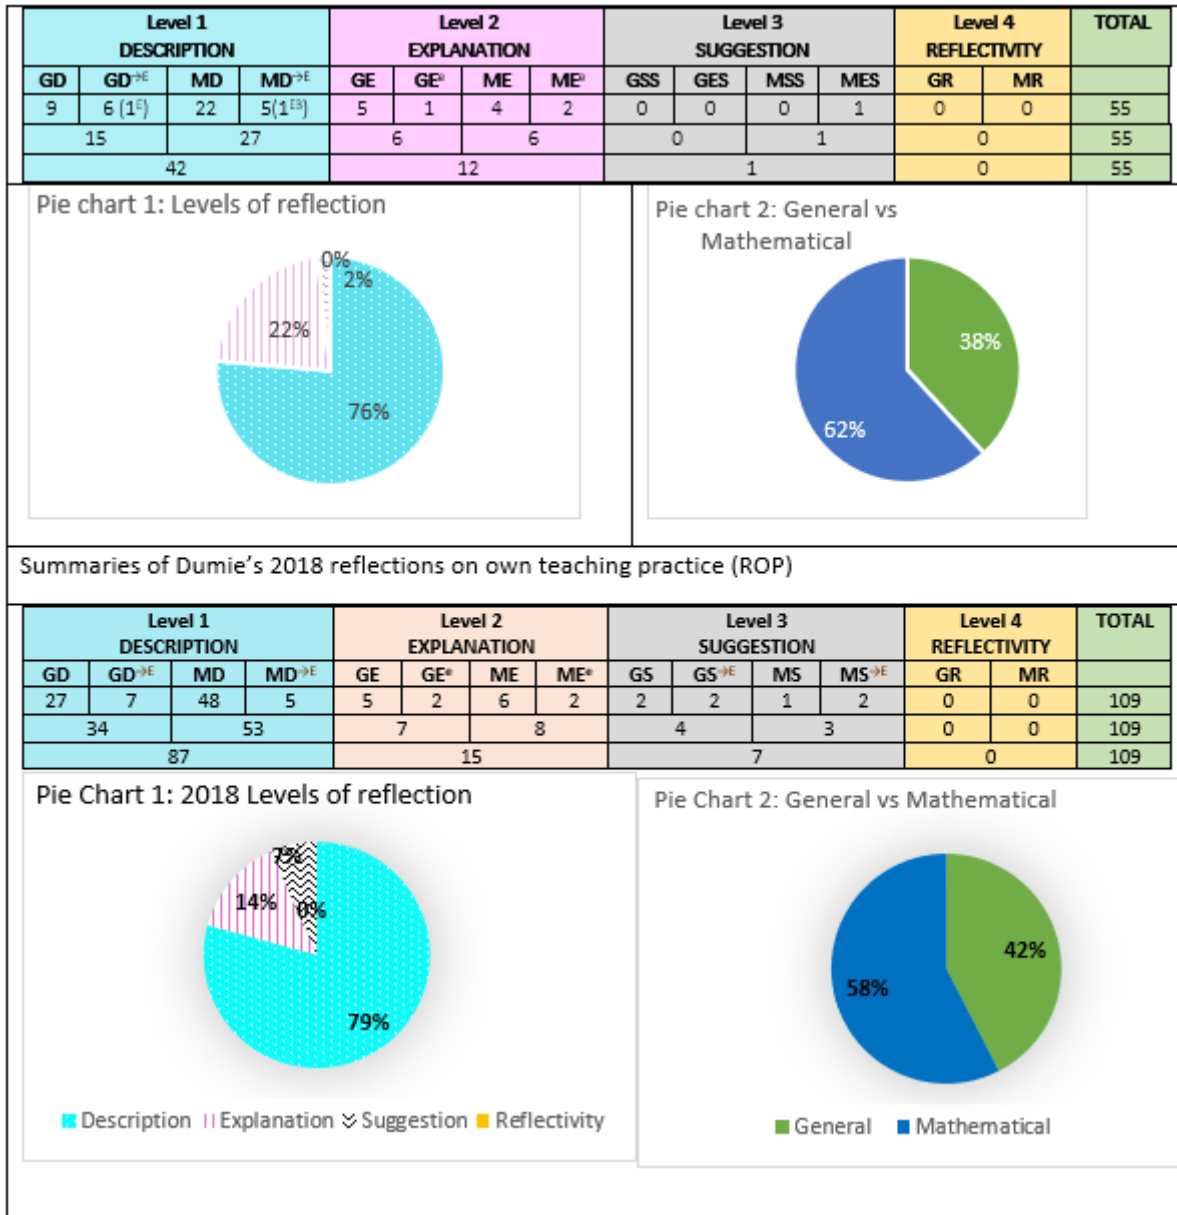 Level 1 Level 2 Level 3 Level 4 TOTAL
DESCRIPTION EXPLANATION SUGGESTION REFLECTIVITY
GD GD→E MD MD→E GE GEᵉ ME MEᵉ GSS GES MSS MES GR MR
9 6 (1ᴱ) 22 5(1ᴱ³) 5 1 4 2 0 0 0 1 0 0 55
15 27 6 6 0 1 0 55
42 12 1 0 55
Pie chart 1: Levels of reflection
0%
2%
22%
76%
Pie chart 2: General vs
Mathematical
38%
62%
Summaries of Dumie's 2018 reflections on own teaching practice (ROP)
Level 1 Level 2 Level 3 Level 4 TOTAL
DESCRIPTION EXPLANATION SUGGESTION REFLECTIVITY
GD GD→E MD MD→E GE GEᵉ ME MEᵉ GS GS→E MS MS→E GR MR
27 7 48 5 5 2 6 2 2 2 1 2 0 0 109
34 53 7 8 4 3 0 0 109
87 15 7 0 109
Pie Chart 1: 2018 Levels of reflection
7%
14% 0%
79%
Description Explanation Suggestion Reflectivity
Pie Chart 2: General vs Mathematical
42%
58%
General Mathematical